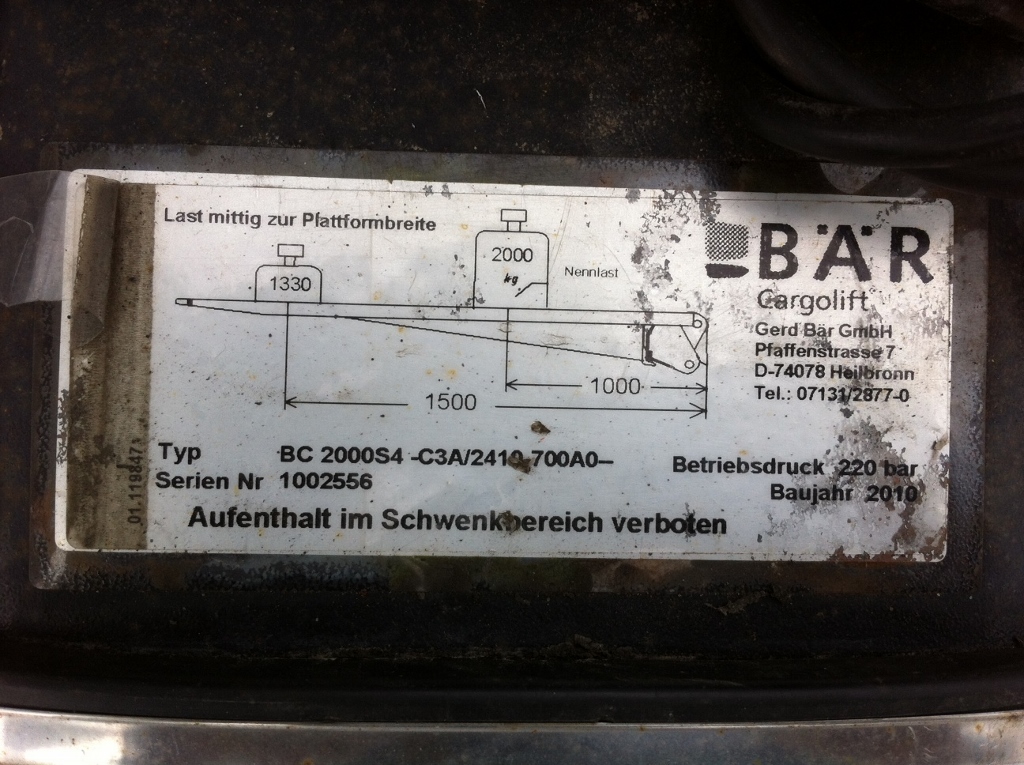 Last mittig zur Plattformbreite
2000
kg
Nennlast
1330
1000
1500
BÄR
Cargolift
Gerd Bär GmbH
Pfaffenstrasse 7
D-74078 Heilbronn
Tel.: 07131/2877-0
Typ BC 2000S4 -C3A/2410-700A0--
Serien Nr 1002556
Betriebsdruck 220 bar
Baujahr 2010
Aufenthalt im Schwenkbereich verboten
01.119847